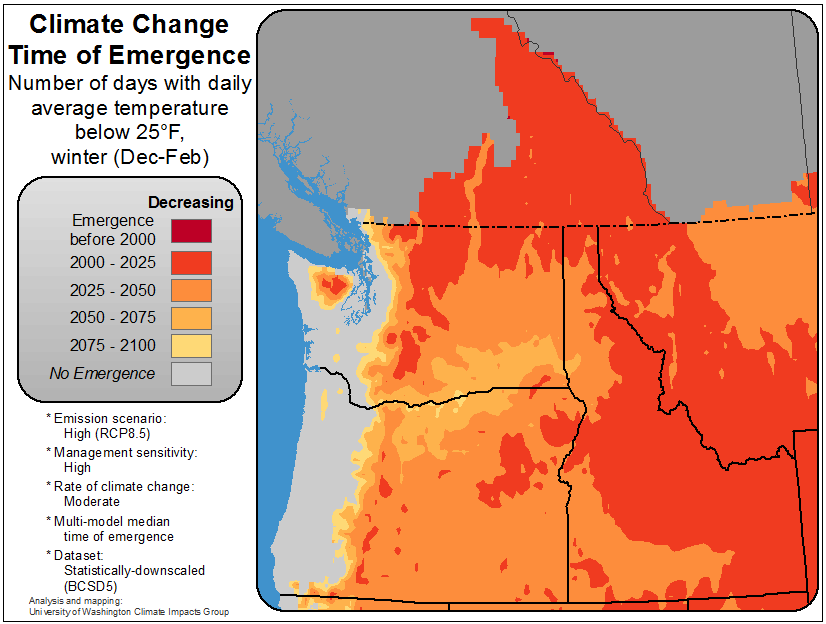 Climate Change
Time of Emergence
Number of days with daily
average temperature
below 25°F,
winter (Dec-Feb)
Decreasing
Emergence
before 2000
2000 - 2025
2025 - 2050
2050 - 2075
2075 - 2100
No Emergence
* Emission scenario:
High (RCP8.5)
* Management sensitivity:
High
* Rate of climate change:
Moderate
* Multi-model median
time of emergence
* Dataset:
Statistically-downscaled
(BCSD5)
Analysis and mapping:
University of Washington Climate Impacts Group